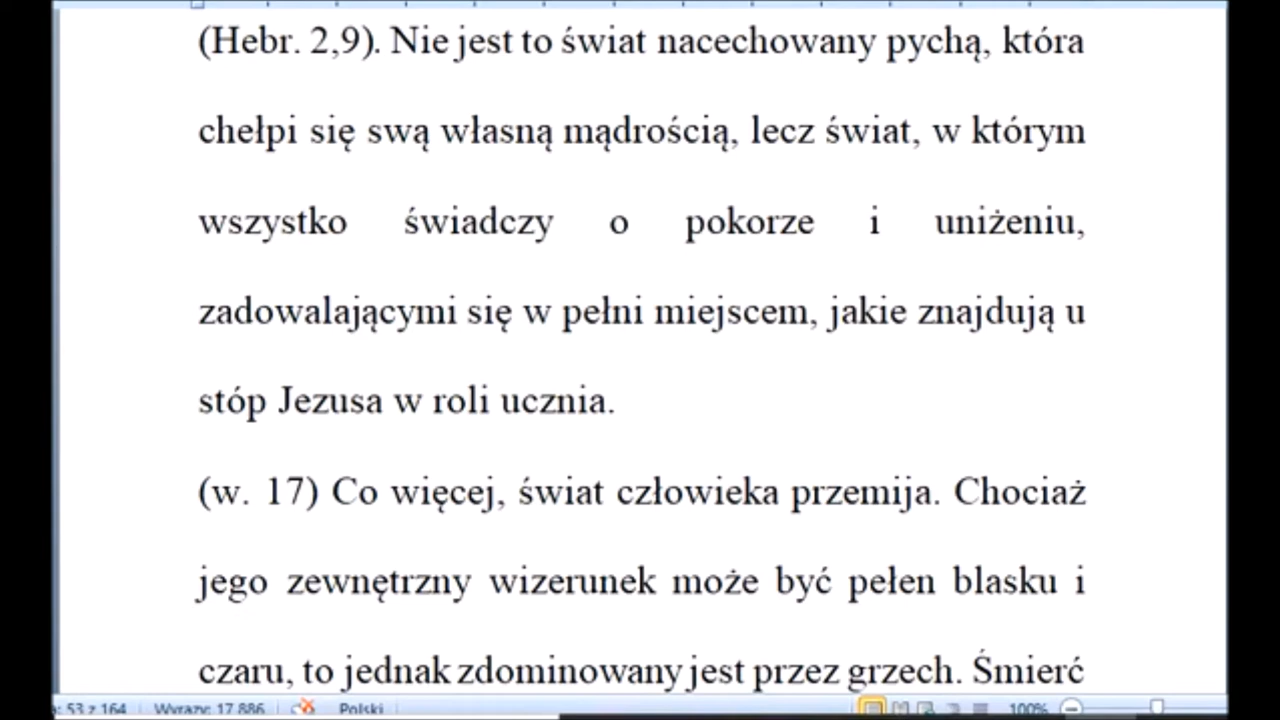 (Hebr. 2,9). Nie jest to świat nacechowany pychą, która
chełpi się swą własną mądrością, lecz świat, w którym
wszystko świadczy o pokorze i uniżeniu,
zadowalającymi się w pełni miejscem, jakie znajdują u
stóp Jezusa w roli ucznia.
(w. 17) Co więcej, świat człowieka przemija. Chociaż
jego zewnętrzny wizerunek może być pełen blasku i
czaru, to jednak zdominowany jest przez grzech. Śmierć
: 53 z 164 Wyrazy: 17 886 Polski 100%